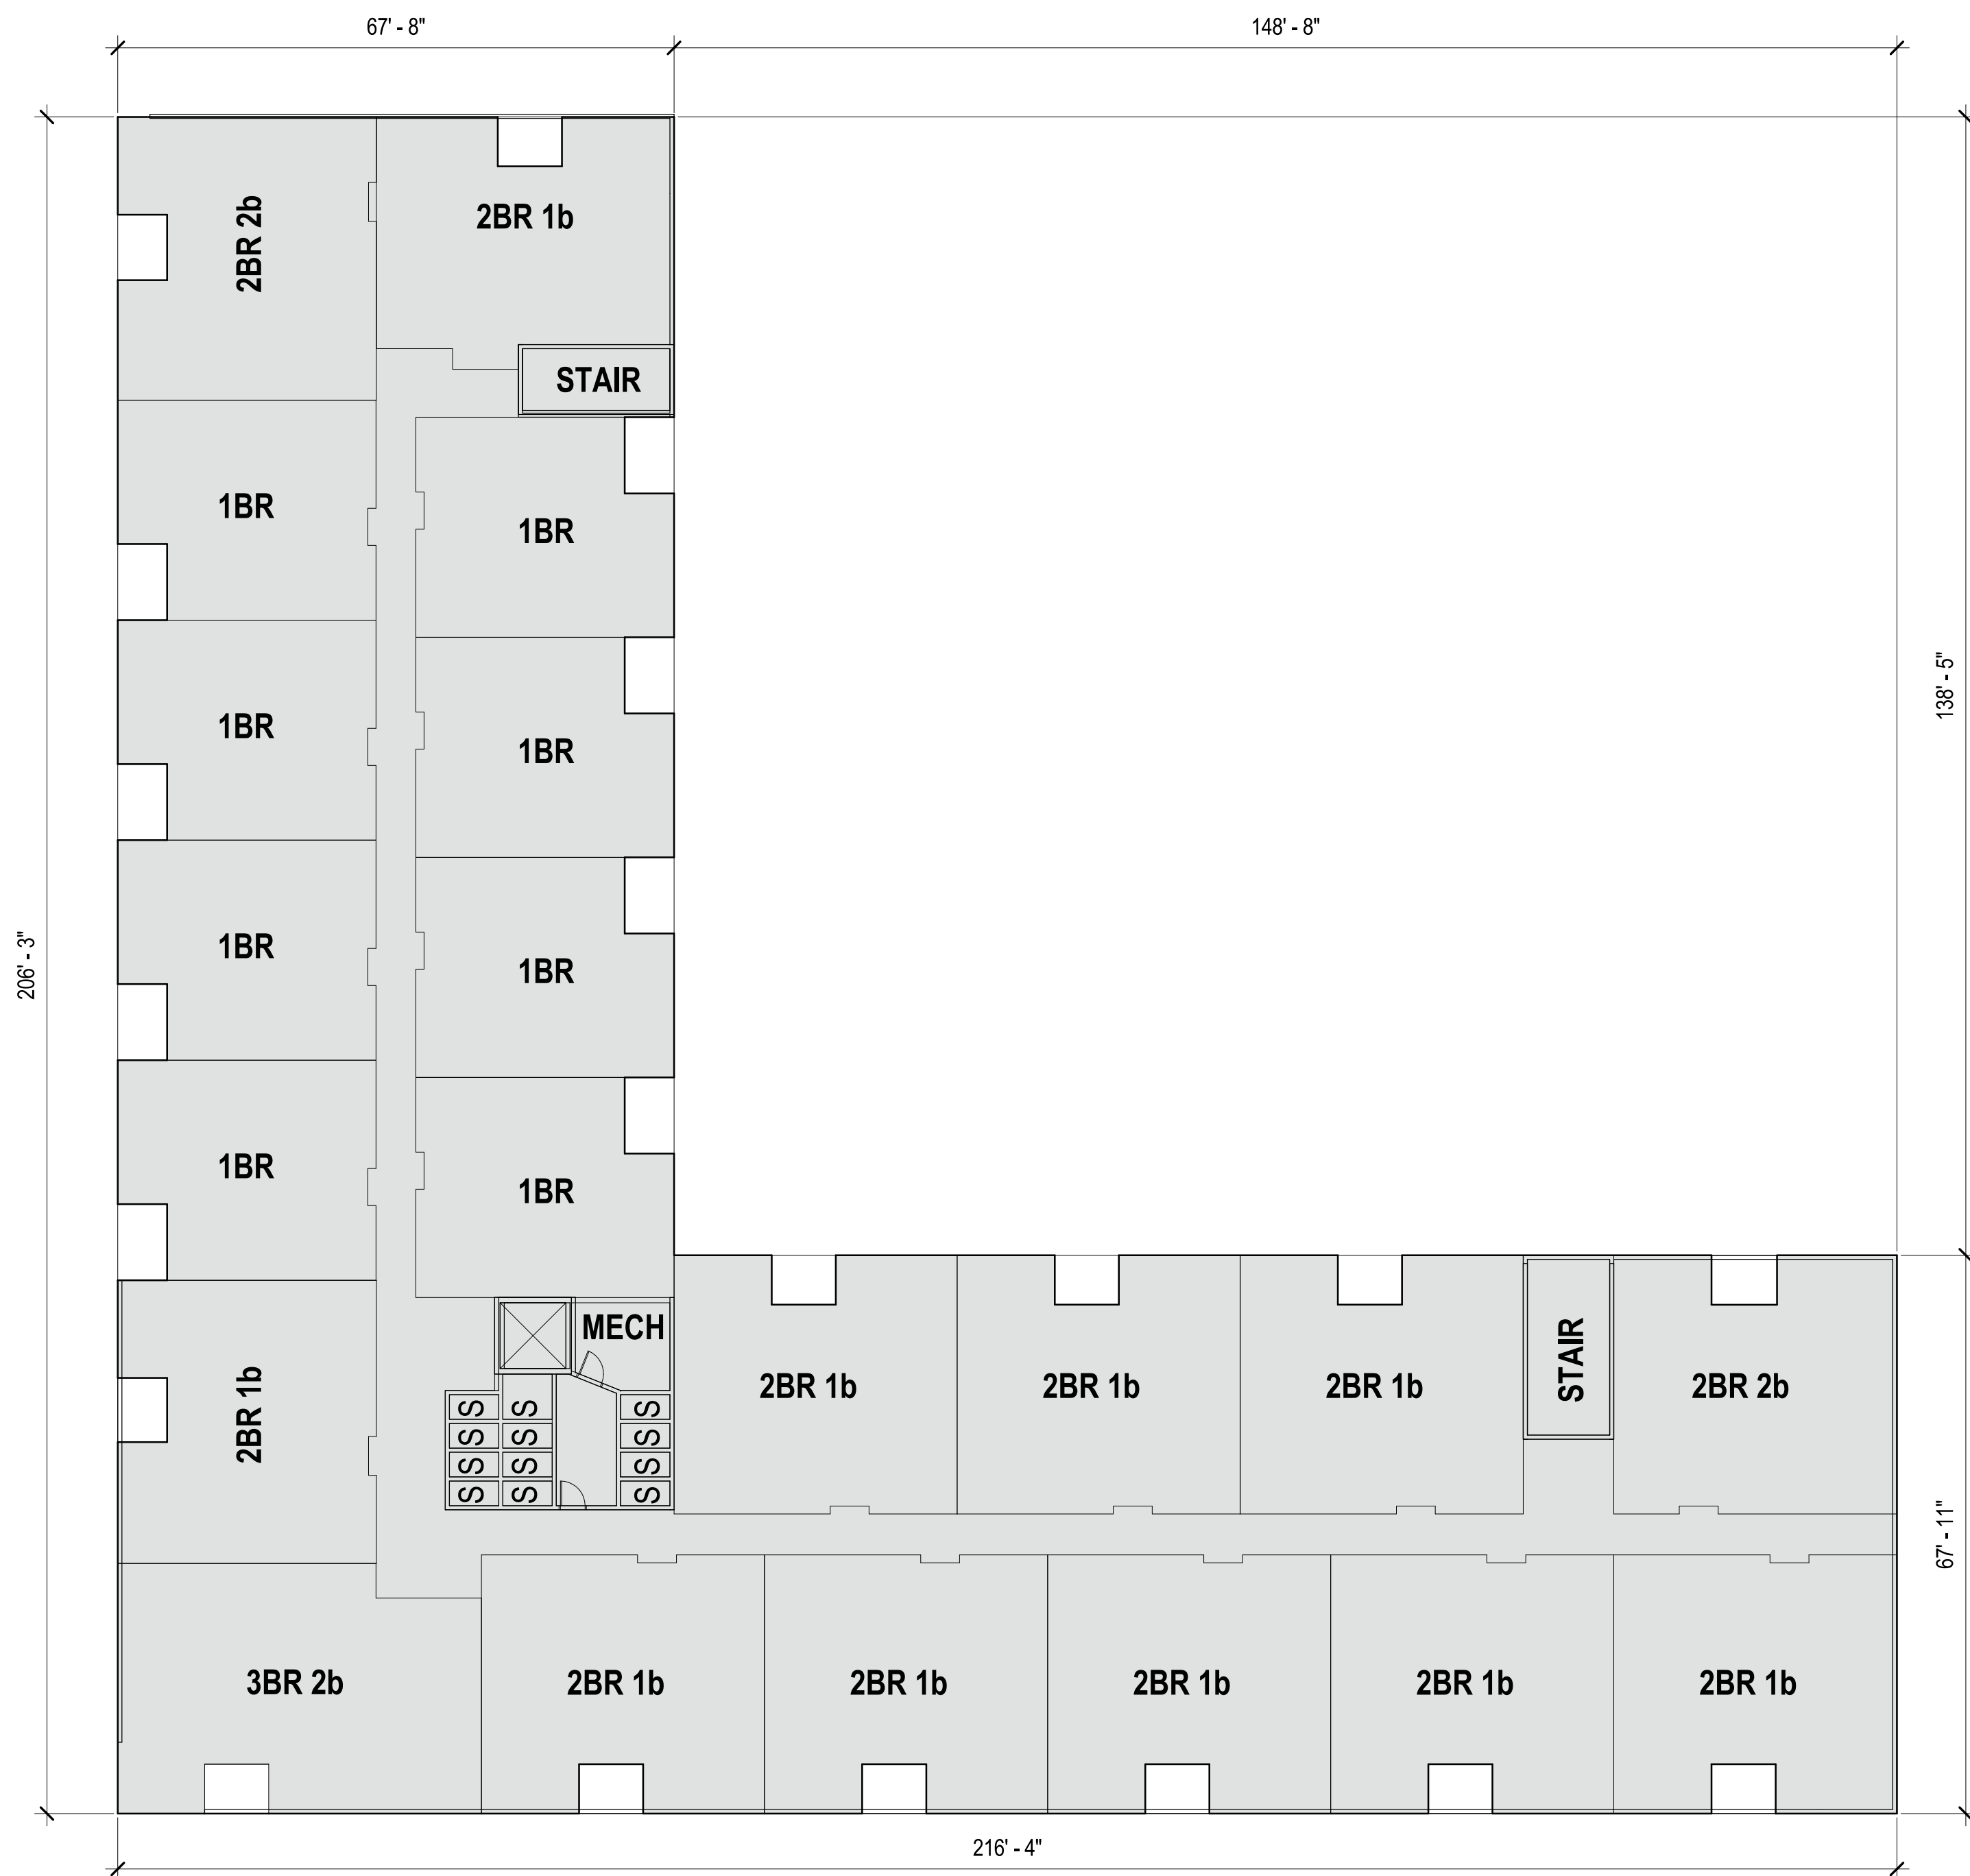 67' - 8"
148' - 8"
2BR 2b
2BR 1b
STAIR
1BR
1BR
1BR
1BR
138' - 5"
1BR
1BR
206' - 3"
1BR
1BR
MECH
2BR 1b
2BR 1b
2BR 1b
2BR 1b
STAIR
2BR 2b
S S S
S S S
S S S
S S S
67' - 11"
3BR 2b
2BR 1b
2BR 1b
2BR 1b
2BR 1b
2BR 1b
216' - 4"